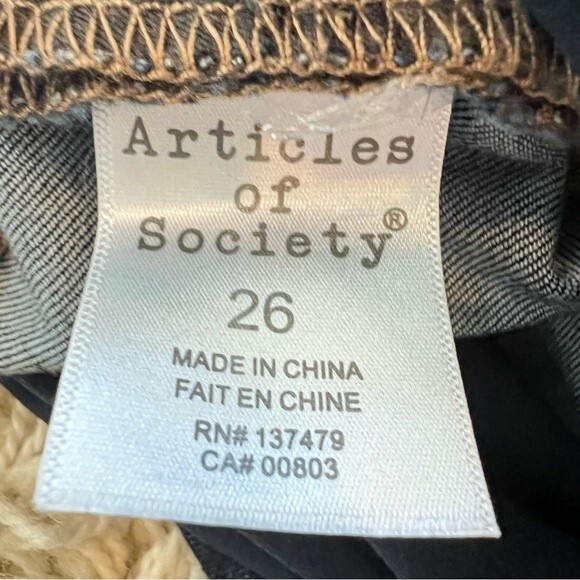 Articles
of
Society®
26
MADE IN CHINA
FAIT EN CHINE
RN# 137479
CA# 00803